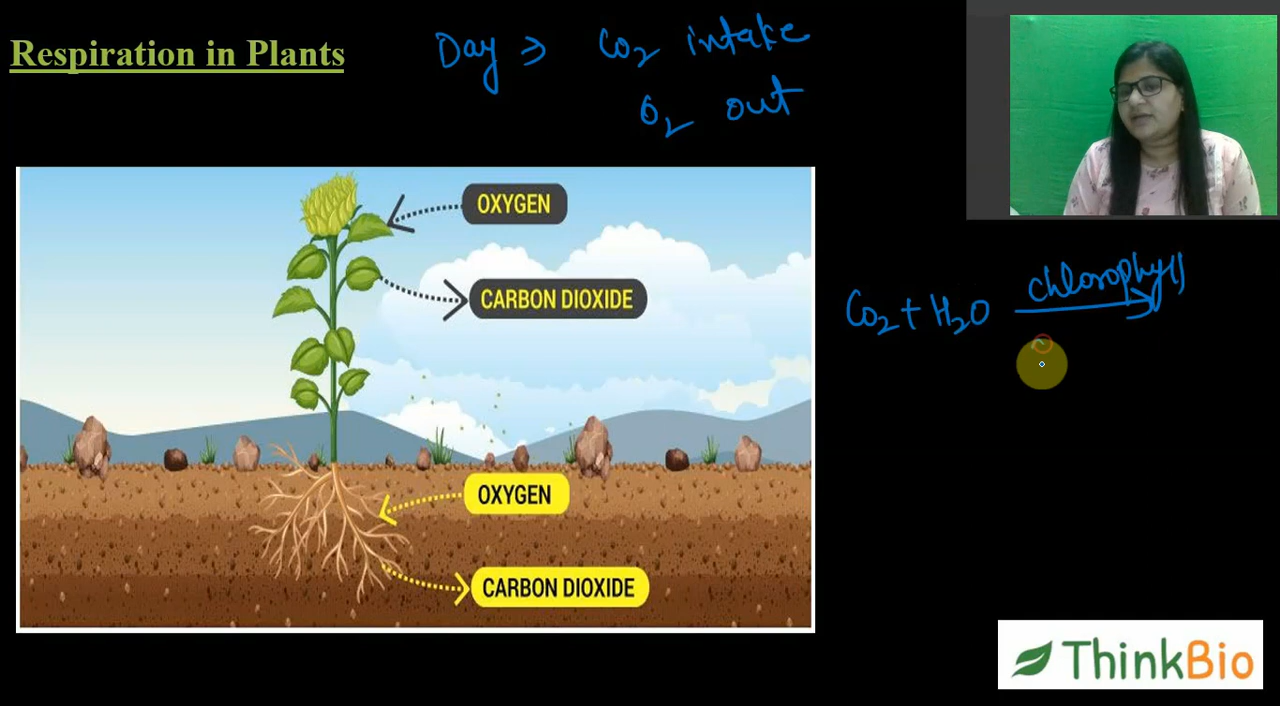 Respiration in Plants
Day ⇒ CO2 intake
O2 out
OXYGEN
CARBON DIOXIDE
CO2 + H2O chlorophyll →
OXYGEN
CARBON DIOXIDE
ThinkBio